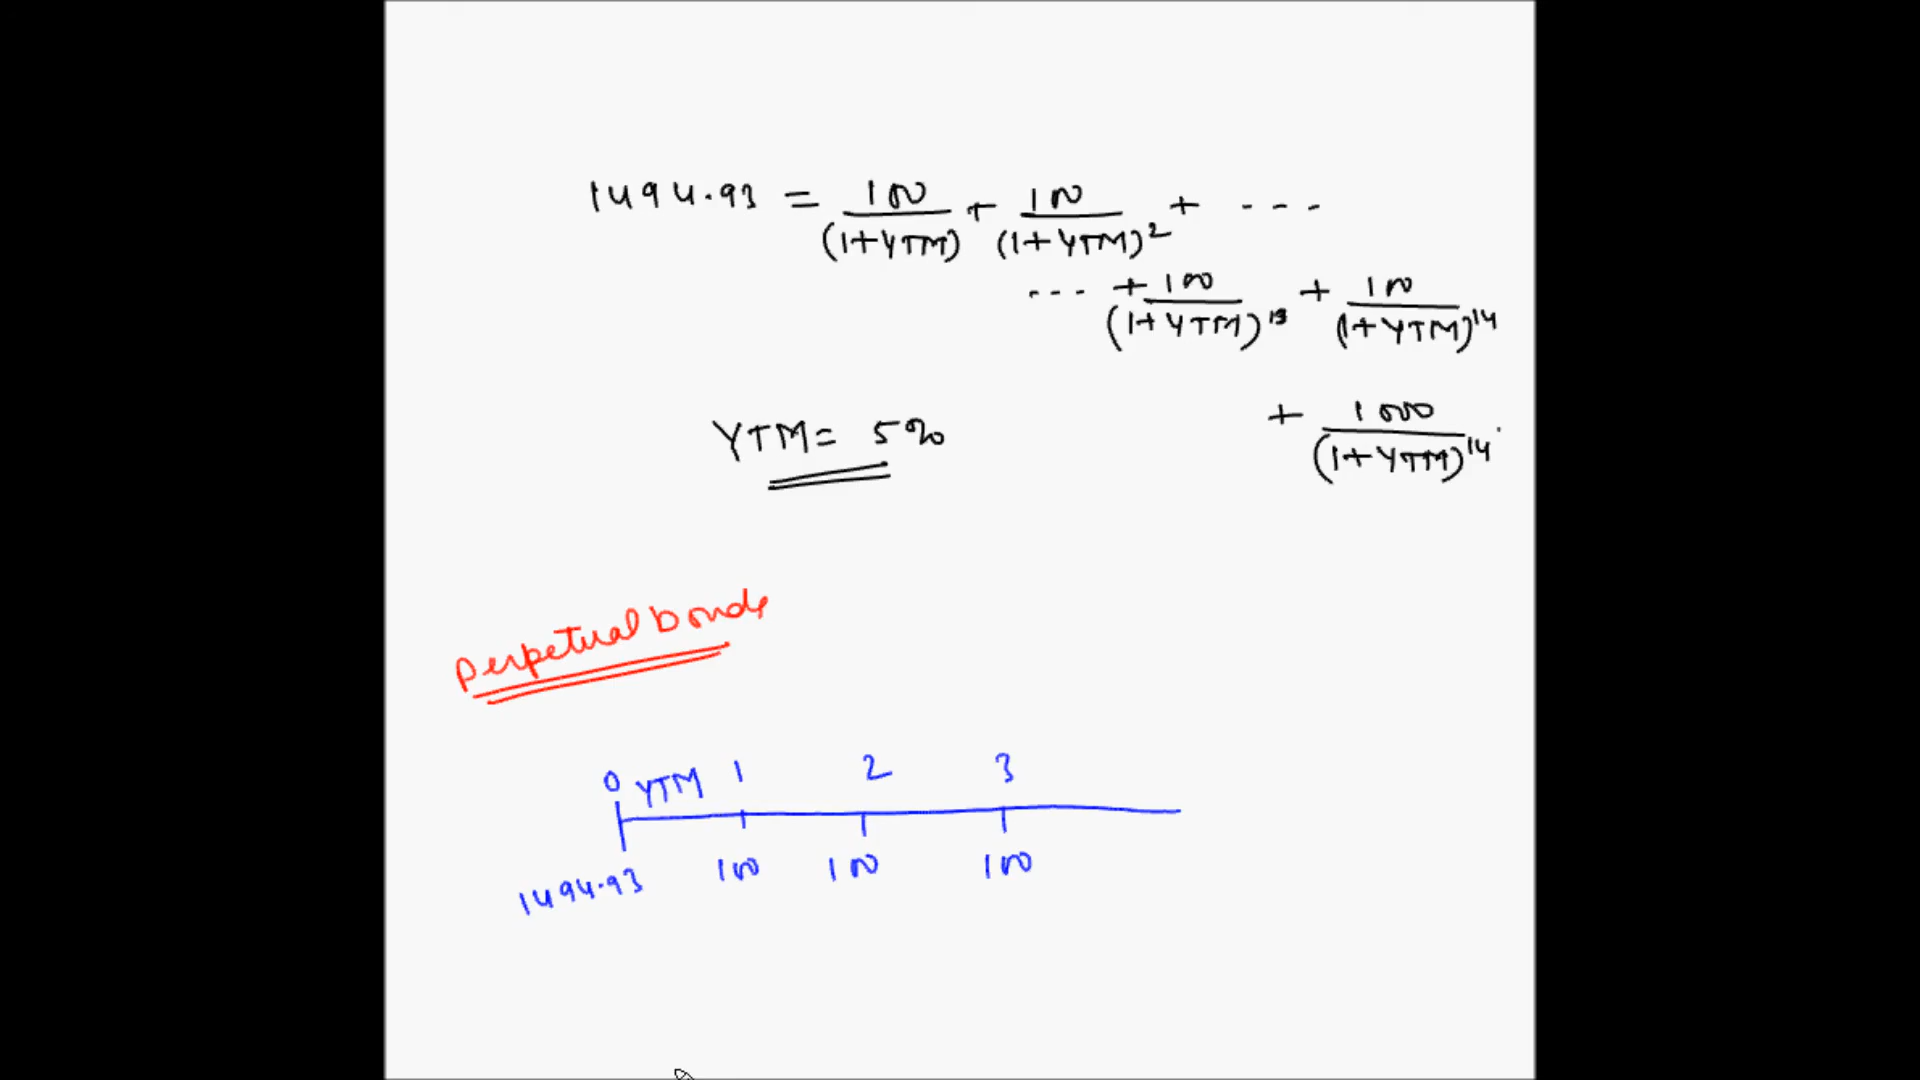 1494.93 = 100/(1+YTM) + 100/(1+YTM)^2 + ---
--- + 100/(1+YTM)^13 + 100/(1+YTM)^14
+ 1000/(1+YTM)^14
YTM = 5%
Perpetual bonds
0 YTM 1 2 3
1494.93 100 100 100